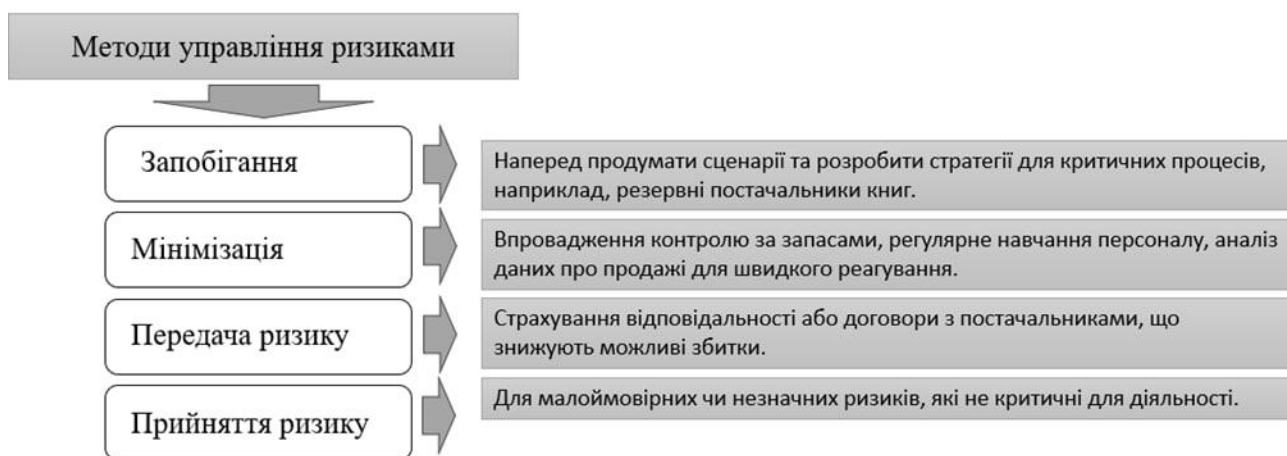 Методи управління ризиками
Запобігання
Наперед продумати сценарії та розробити стратегії для критичних процесів,
наприклад, резервні постачальники книг.
Мінімізація
Впровадження контролю за запасами, регулярне навчання персоналу, аналіз
даних про продажі для швидкого реагування.
Передача ризику
Страхування відповідальності або договори з постачальниками, що
знижують можливі збитки.
Прийняття ризику
Для малоймовірних чи незначних ризиків, які не критичні для діяльності.